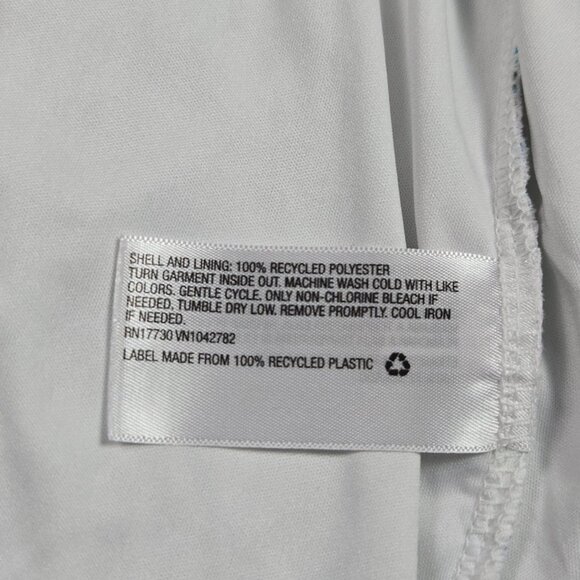 SHELL AND LINING: 100% RECYCLED POLYESTER
TURN GARMENT INSIDE OUT. MACHINE WASH COLD WITH LIKE
COLORS. GENTLE CYCLE. ONLY NON-CHLORINE BLEACH IF
NEEDED. TUMBLE DRY LOW. REMOVE PROMPTLY. COOL IRON
IF NEEDED.
RN17730 VN1042782
LABEL MADE FROM 100% RECYCLED PLASTIC